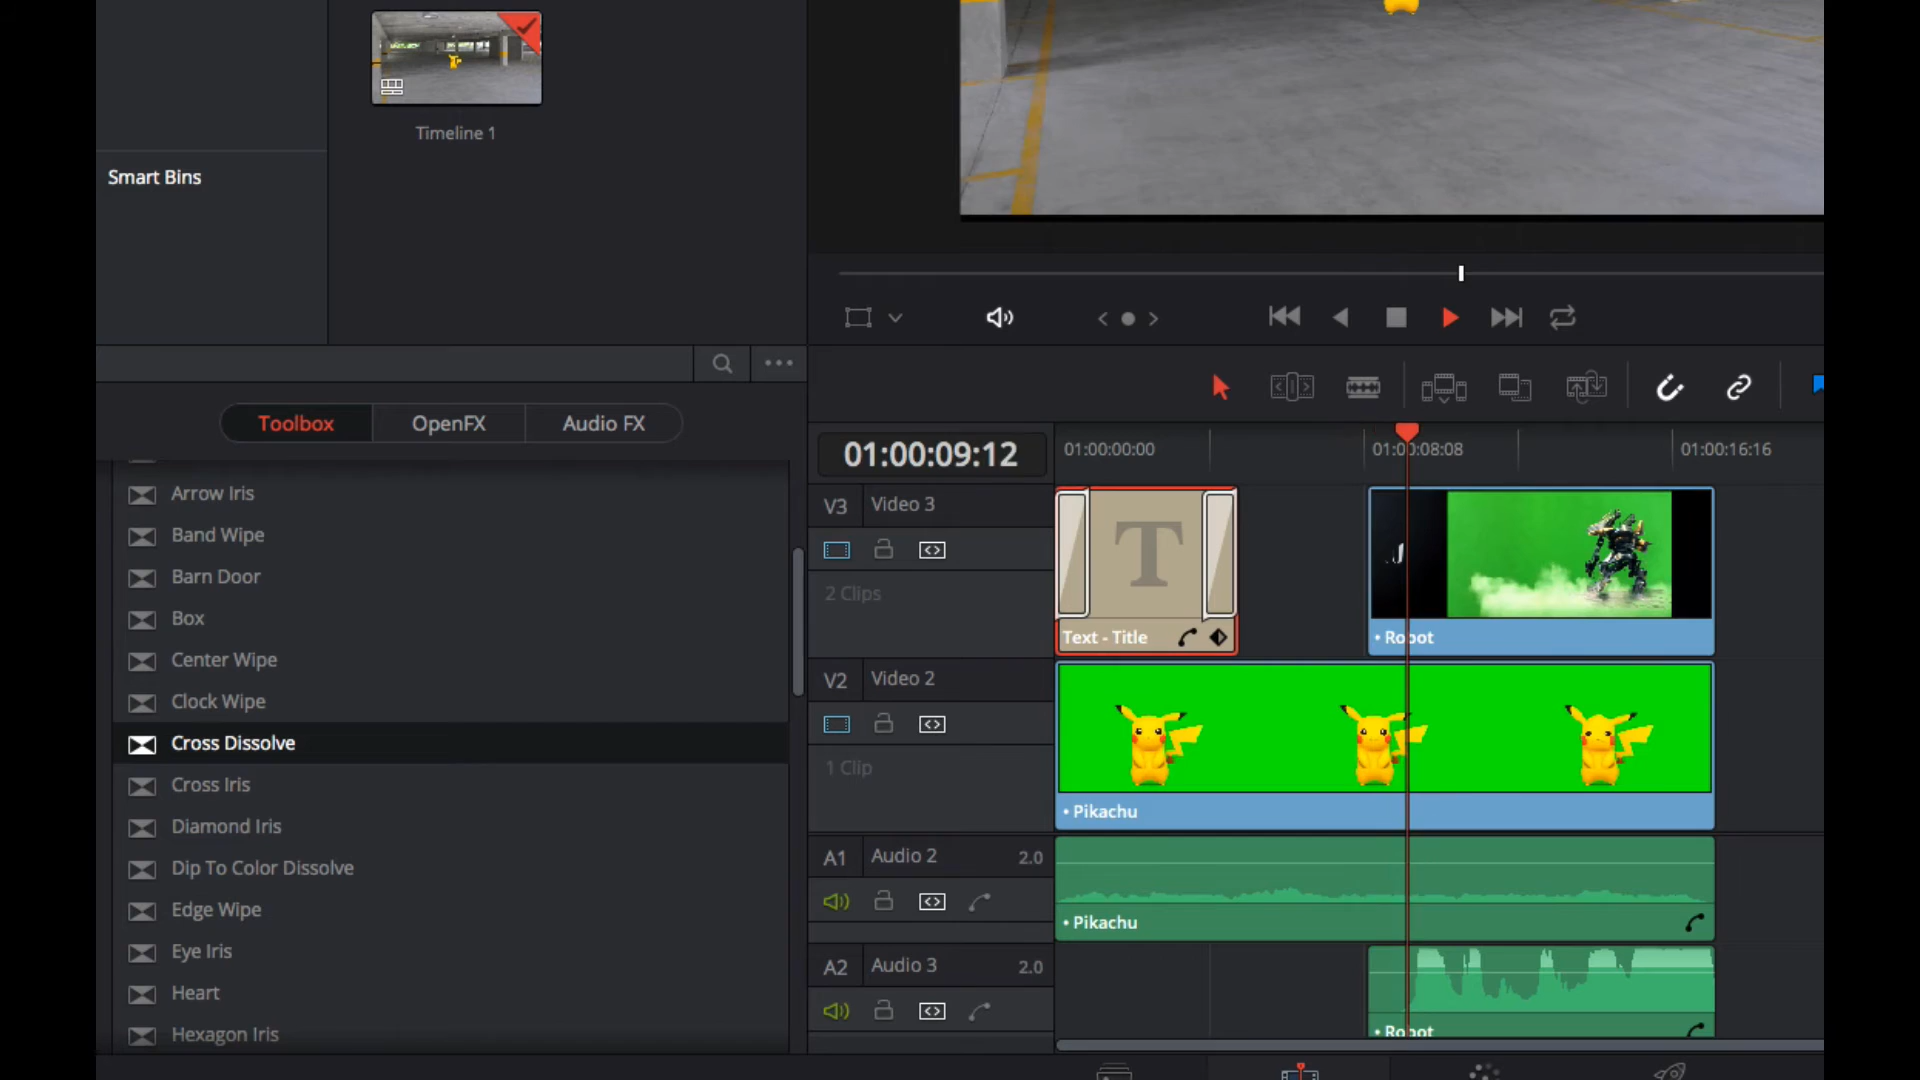 Timeline 1
Smart Bins
Toolbox
OpenFX
Audio FX
Arrow Iris
Band Wipe
Barn Door
Box
Center Wipe
Clock Wipe
Cross Dissolve
Cross Iris
Diamond Iris
Dip To Color Dissolve
Edge Wipe
Eye Iris
Heart
Hexagon Iris
01:00:09:12
01:00:00:00
01:00:08:08
01:00:16:16
V3
Video 3
2 Clips
T
Text - Title
• Robot
V2
Video 2
1 Clip
• Pikachu
A1
Audio 2
2.0
• Pikachu
A2
Audio 3
2.0
• Robot